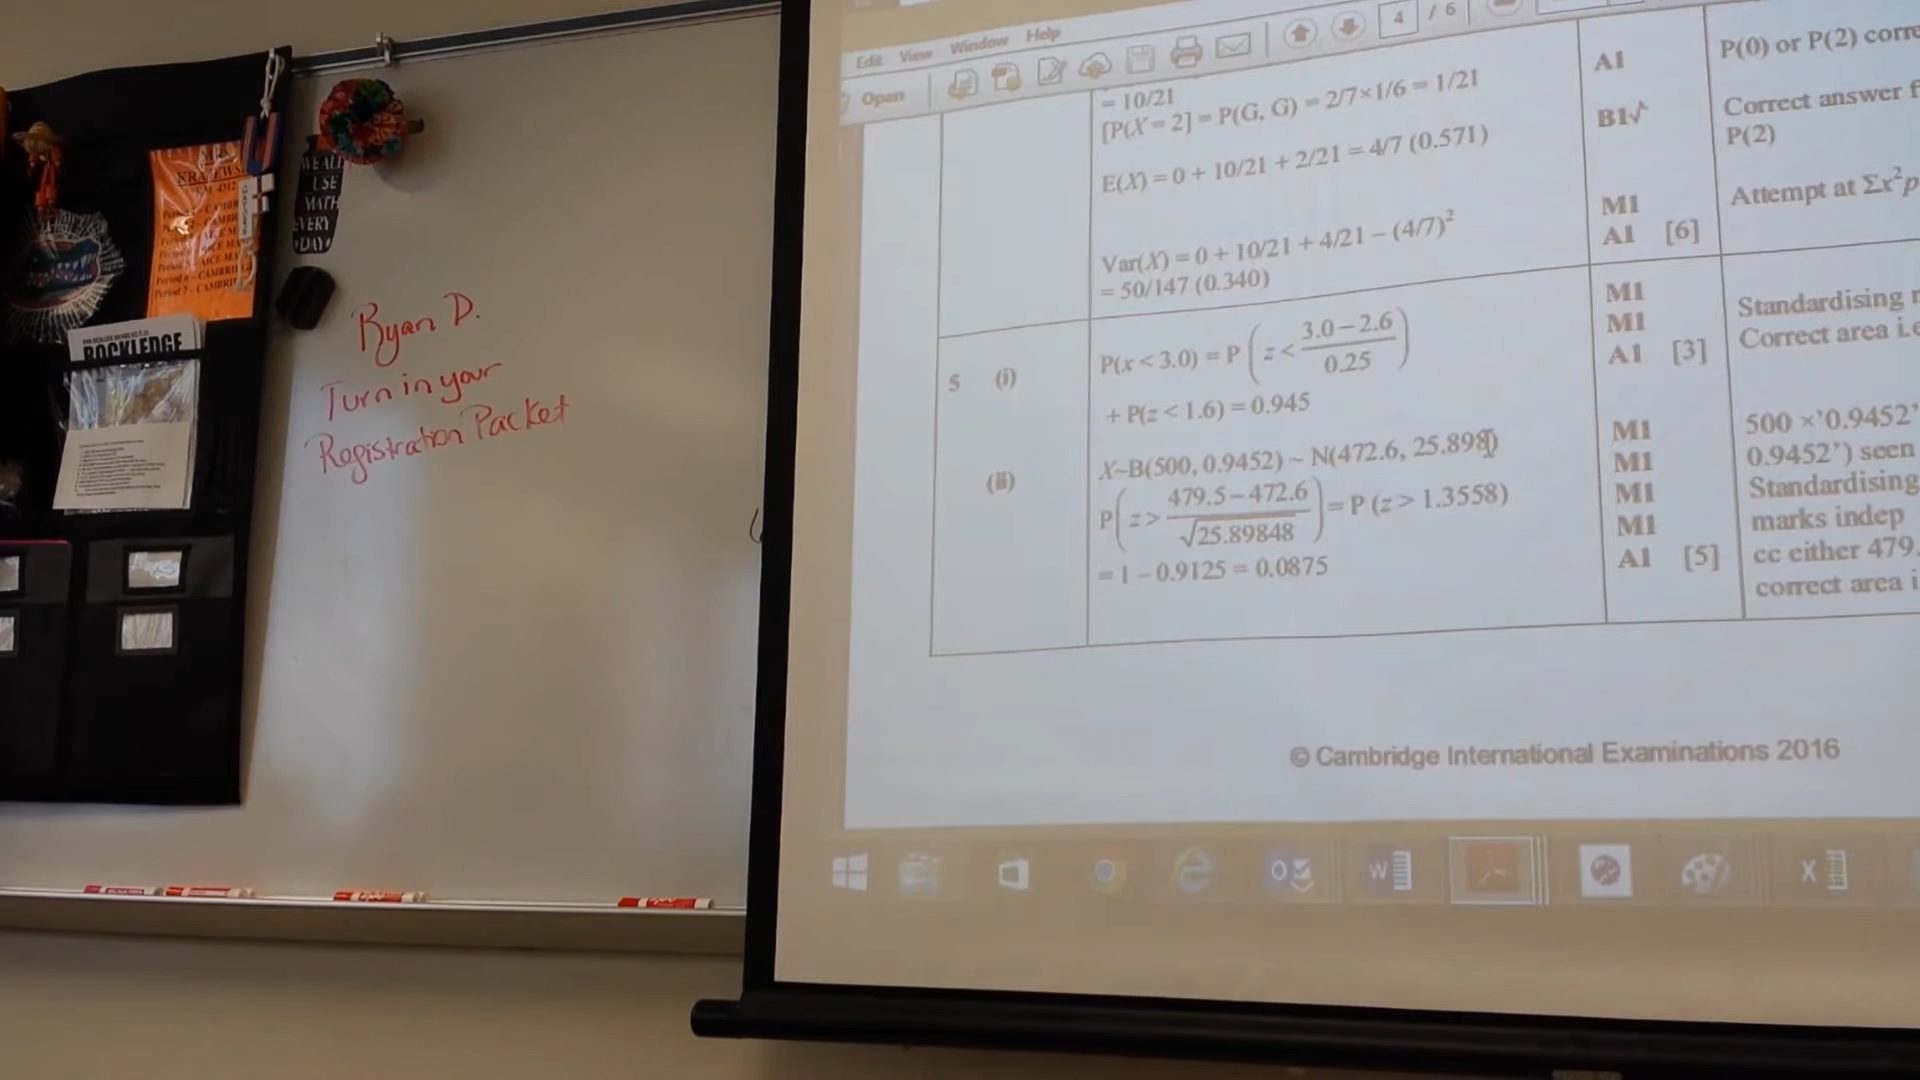 WE ALL
USE
MATH
EVERY
•DAY•
ROCKLEDGE
Ryan D.
Turn in your
Registration Packet
Edit View Window Help
Open
4 / 6
= 10/21
[P(X = 2] = P(G, G) = 2/7×1/6 = 1/21
E(X) = 0 + 10/21 + 2/21 = 4/7 (0.571)
Var(X) = 0 + 10/21 + 4/21 – (4/7)²
= 50/147 (0.340)
A1
B1√
M1
A1 [6]
P(0) or P(2) corre
Correct answer f
P(2)
Attempt at Σx²p
5 (i)
P(x < 3.0) = P(z < (3.0 – 2.6)/0.25)
+ P(z < 1.6) = 0.945
M1
M1
A1 [3]
Standardising
Correct area i.e
(ii)
X~B(500, 0.9452) ~ N(472.6, 25.898)
P(z > (479.5 – 472.6)/√25.89848) = P (z > 1.3558)
= 1 – 0.9125 = 0.0875
M1
M1
M1
M1
A1 [5]
500 ×'0.9452'
0.9452') seen
Standardising
marks indep
cc either 479.
correct area i
© Cambridge International Examinations 2016